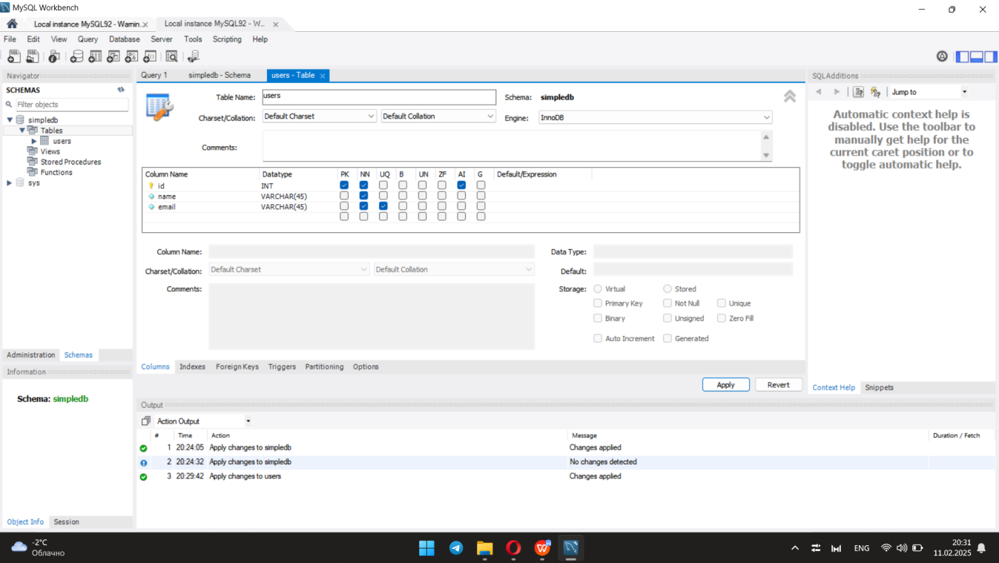 MySQL Workbench
Local instance MySQL92 - Warnin...
Local instance MySQL92 - W...
File Edit View Query Database Server Tools Scripting Help
Navigator
SCHEMAS
Filter objects
simpledb
Tables
users
Views
Stored Procedures
Functions
sys
Administration Schemas
Information
Schema: simpledb
Object Info Session
Query 1 simpledb - Schema users - Table
Table Name: users Schema: simpledb
Charset/Collation: Default Charset Default Collation Engine: InnoDB
Comments:
Column Name Datatype PK NN UQ B UN ZF AI G Default/Expression
id INT
name VARCHAR(45)
email VARCHAR(45)
Column Name: Data Type:
Charset/Collation: Default Charset Default Collation Default:
Comments: Storage: Virtual Stored
Primary Key Not Null Unique
Binary Unsigned Zero Fill
Auto Increment Generated
Columns Indexes Foreign Keys Triggers Partitioning Options
Apply Revert
Output
Action Output
# Time Action Message Duration / Fetch
1 20:24:05 Apply changes to simpledb Changes applied
2 20:24:32 Apply changes to simpledb No changes detected
3 20:29:42 Apply changes to users Changes applied
SQLAdditions
Jump to
Automatic context help is
disabled. Use the toolbar to
manually get help for the
current caret position or to
toggle automatic help.
Context Help Snippets
-2°C
Облачно
ENG
20:31
11.02.2025